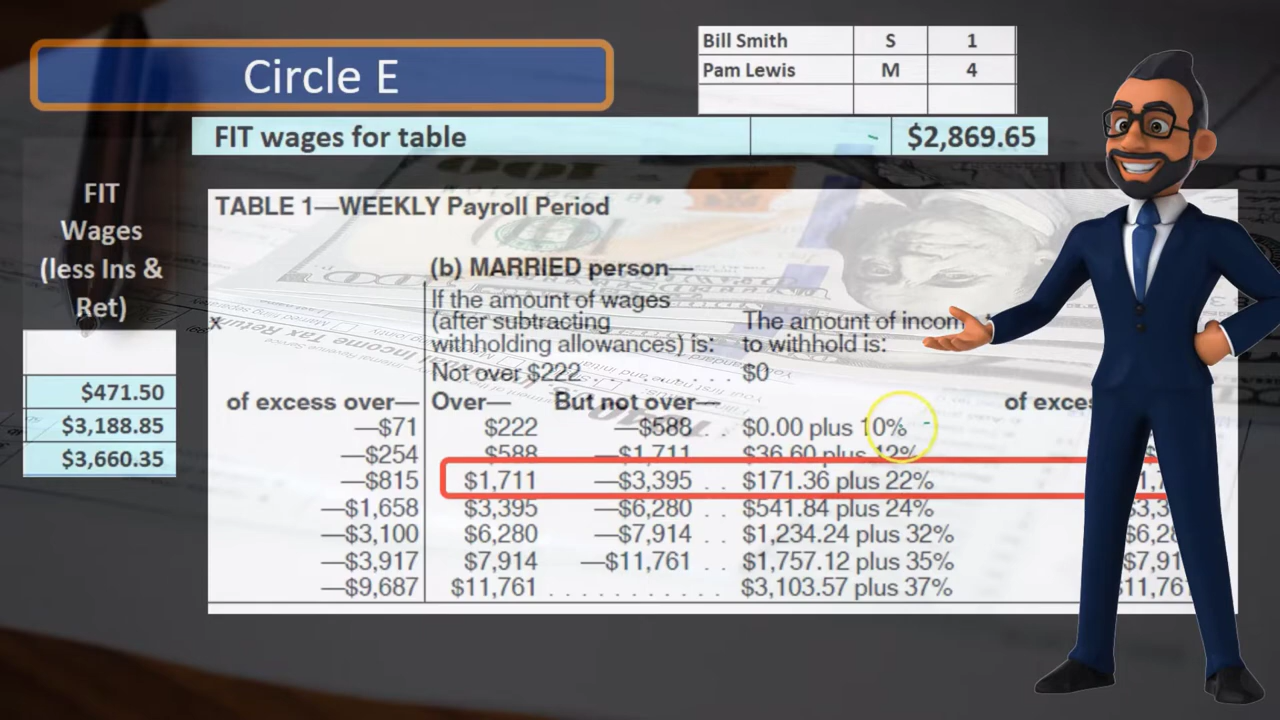 Circle E
Bill Smith S 1
Pam Lewis M 4
FIT wages for table $2,869.65
FIT
Wages
(less Ins &
Ret)
$471.50
$3,188.85
$3,660.35
TABLE 1—WEEKLY Payroll Period
(b) MARRIED person—
If the amount of wages
(after subtracting The amount of incom
withholding allowances) is: to withhold is:
Not over $222 . . . . . . . . $0
of excess over— Over— But not over— of exces
—$71 $222 —$588 . . $0.00 plus 10%
—$254 $588 —$1,711 $36.60 plus 12%
—$815 $1,711 —$3,395 . . $171.36 plus 22%
—$1,658 $3,395 —$6,280 . . $541.84 plus 24%
—$3,100 $6,280 —$7,914 . . $1,234.24 plus 32%
—$3,917 $7,914 —$11,761 . . $1,757.12 plus 35%
—$9,687 $11,761 . . . . . . . . . . . $3,103.57 plus 37%